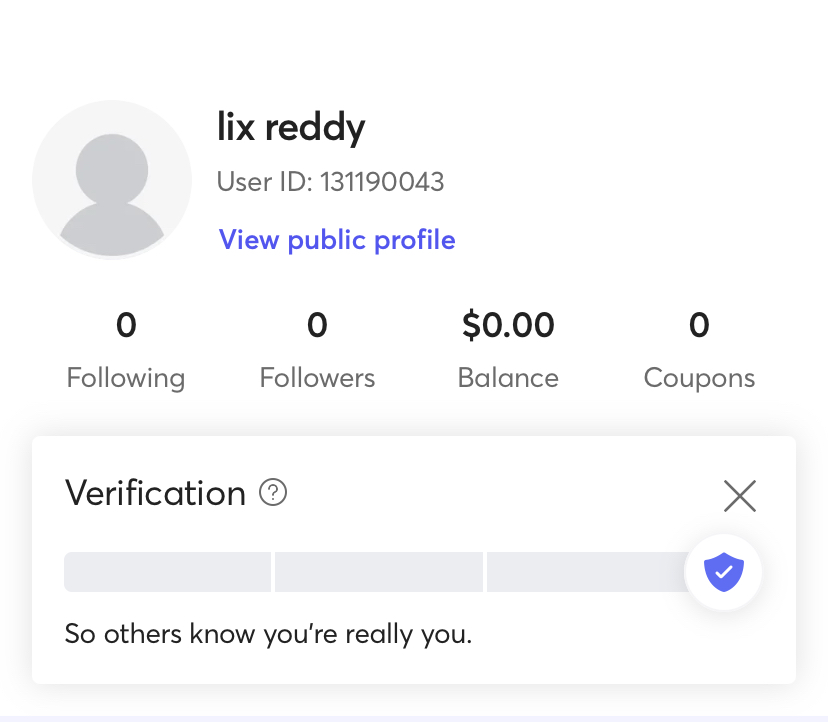 lix reddy
User ID: 131190043
View public profile
0 0 $0.00 0
Following Followers Balance Coupons
Verification ?
So others know you're really you.